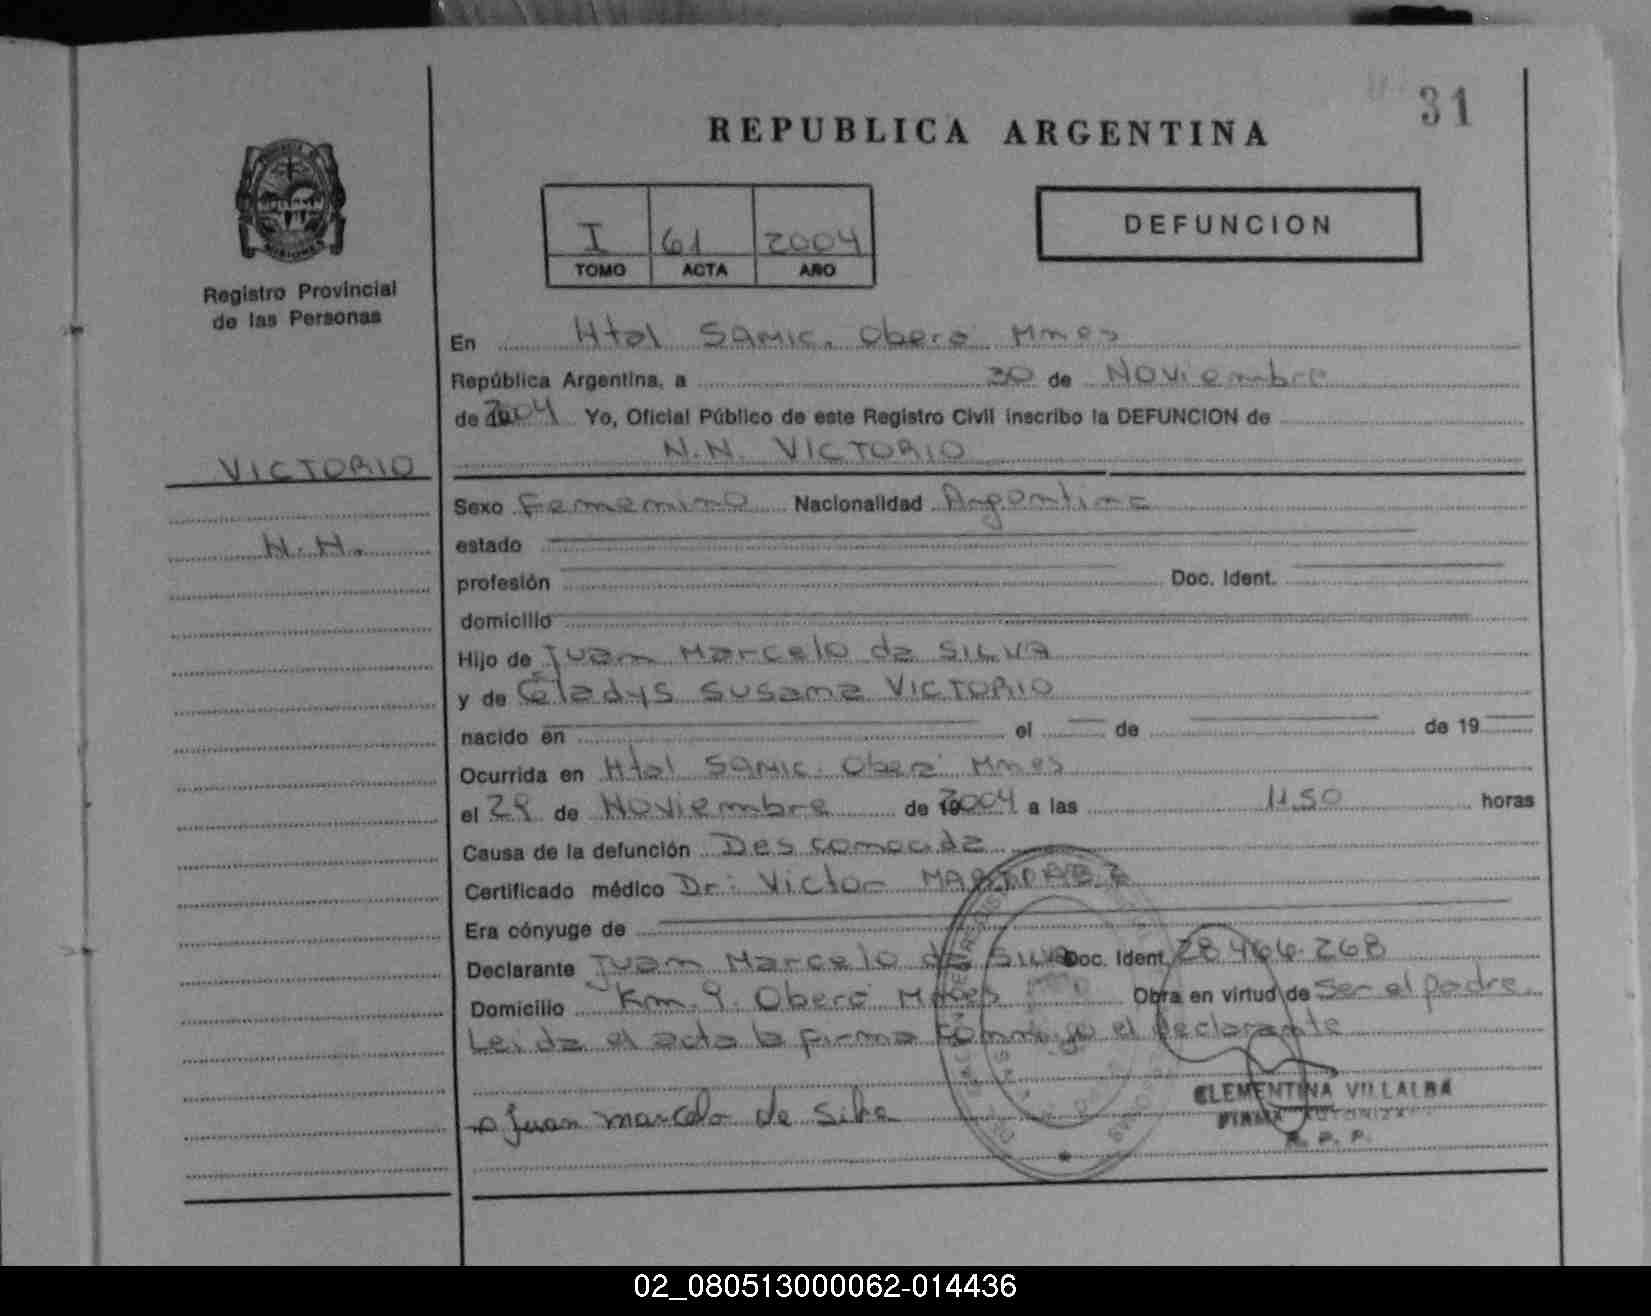 31
REPUBLICA ARGENTINA
I 61 2004
TOMO ACTA AÑO
DEFUNCION
Registro Provincial
de las Personas
En Htal SAMIC. Oberá Mnes
República Argentina, a 30 de Noviembre
de 2004 Yo, Oficial Público de este Registro Civil inscribo la DEFUNCION de
N.N. VICTORIO
VICTORIO
N.N.
Sexo Femenino Nacionalidad Argentina
estado
profesión Doc. Ident.
domicilio
Hijo de Juan Marcelo da SILVA
y de Gladys Susana VICTORIO
nacido en el de de 19
Ocurrida en Htal SAMIC. Oberá Mnes
el 29 de Noviembre de 2004 a las 11.50 horas
Causa de la defunción Desconocida
Certificado médico Dr: Victor
Era cónyuge de
Declarante Juan Marcelo da SILVA Doc. Ident. 28.466.268
Domicilio Km. 9. Oberá Mnes Obra en virtud de Ser el padre.
Leida el acta la firma conmigo el declarante
Juan marcelo de Silva
CLEMENTINA VILLALBA
FIRMA AUTORIZA
R. P. P.
02_080513000062-014436